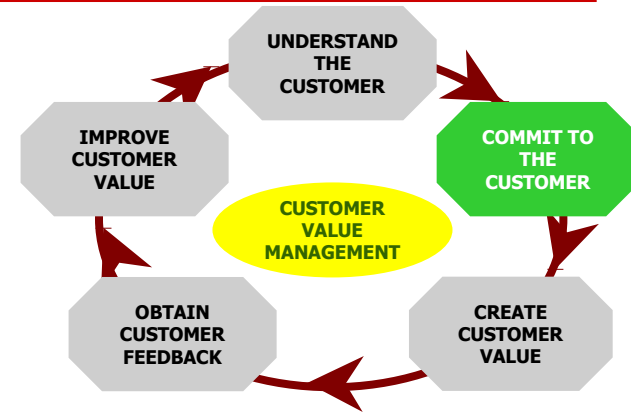 UNDERSTAND
THE
CUSTOMER
COMMIT TO
THE
CUSTOMER
CREATE
CUSTOMER
VALUE
OBTAIN
CUSTOMER
FEEDBACK
IMPROVE
CUSTOMER
VALUE
CUSTOMER
VALUE
MANAGEMENT